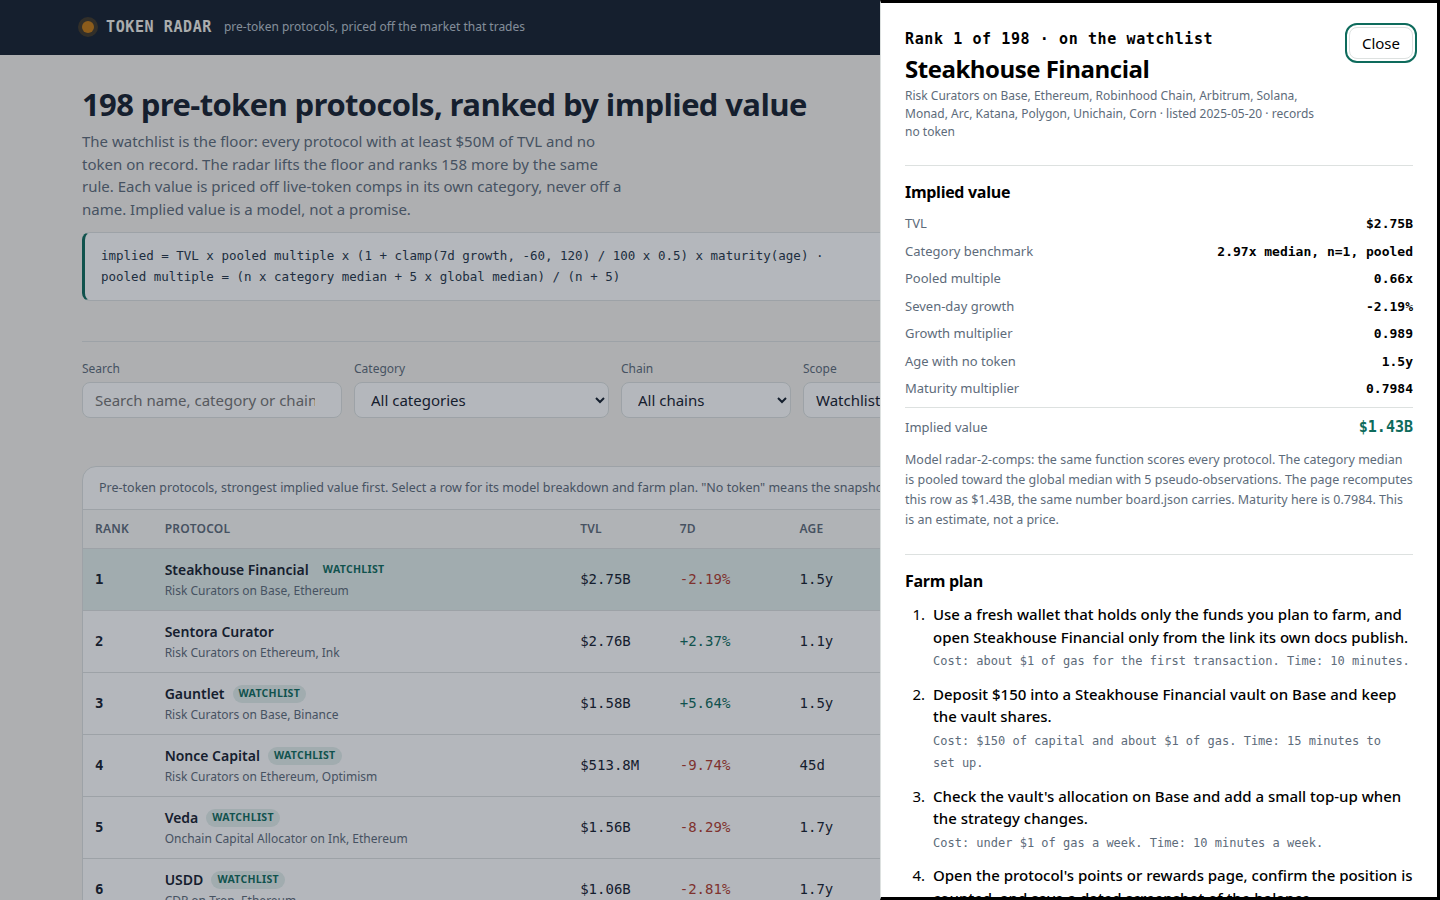 TOKEN RADAR pre-token protocols, priced off the market that trades
198 pre-token protocols, ranked by implied value
The watchlist is the floor: every protocol with at least $50M of TVL and no
token on record. The radar lifts the floor and ranks 158 more by the same
rule. Each value is priced off live-token comps in its own category, never off a
name. Implied value is a model, not a promise.
implied = TVL x pooled multiple x (1 + clamp(7d growth, -60, 120) / 100 x 0.5) x maturity(age) ·
pooled multiple = (n x category median + 5 x global median) / (n + 5)
Search Category Chain Scope
Search name, category or chain All categories All chains Watchlist
Pre-token protocols, strongest implied value first. Select a row for its model breakdown and farm plan. "No token" means the snapsho
RANK PROTOCOL TVL 7D AGE
1 Steakhouse Financial WATCHLIST $2.75B -2.19% 1.5y
Risk Curators on Base, Ethereum
2 Sentora Curator $2.76B +2.37% 1.1y
Risk Curators on Ethereum, Ink
3 Gauntlet WATCHLIST $1.58B +5.64% 1.5y
Risk Curators on Base, Binance
4 Nonce Capital WATCHLIST $513.8M -9.74% 45d
Risk Curators on Ethereum, Optimism
5 Veda WATCHLIST $1.56B -8.29% 1.7y
Onchain Capital Allocator on Ink, Ethereum
6 USDD WATCHLIST $1.06B -2.81% 1.7y
CDP on Tron, Ethereum
Rank 1 of 198 · on the watchlist
Close
Steakhouse Financial
Risk Curators on Base, Ethereum, Robinhood Chain, Arbitrum, Solana,
Monad, Arc, Katana, Polygon, Unichain, Corn · listed 2025-05-20 · records
no token
Implied value
TVL $2.75B
Category benchmark 2.97x median, n=1, pooled
Pooled multiple 0.66x
Seven-day growth -2.19%
Growth multiplier 0.989
Age with no token 1.5y
Maturity multiplier 0.7984
Implied value $1.43B
Model radar-2-comps: the same function scores every protocol. The category median
is pooled toward the global median with 5 pseudo-observations. The page recomputes
this row as $1.43B, the same number board.json carries. Maturity here is 0.7984. This
is an estimate, not a price.
Farm plan
1. Use a fresh wallet that holds only the funds you plan to farm, and
open Steakhouse Financial only from the link its own docs publish.
Cost: about $1 of gas for the first transaction. Time: 10 minutes.
2. Deposit $150 into a Steakhouse Financial vault on Base and keep
the vault shares.
Cost: $150 of capital and about $1 of gas. Time: 15 minutes to
set up.
3. Check the vault's allocation on Base and add a small top-up when
the strategy changes.
Cost: under $1 of gas a week. Time: 10 minutes a week.
4. Open the protocol's points or rewards page, confirm the position is
counted, and save a dated screenshot of the balance.